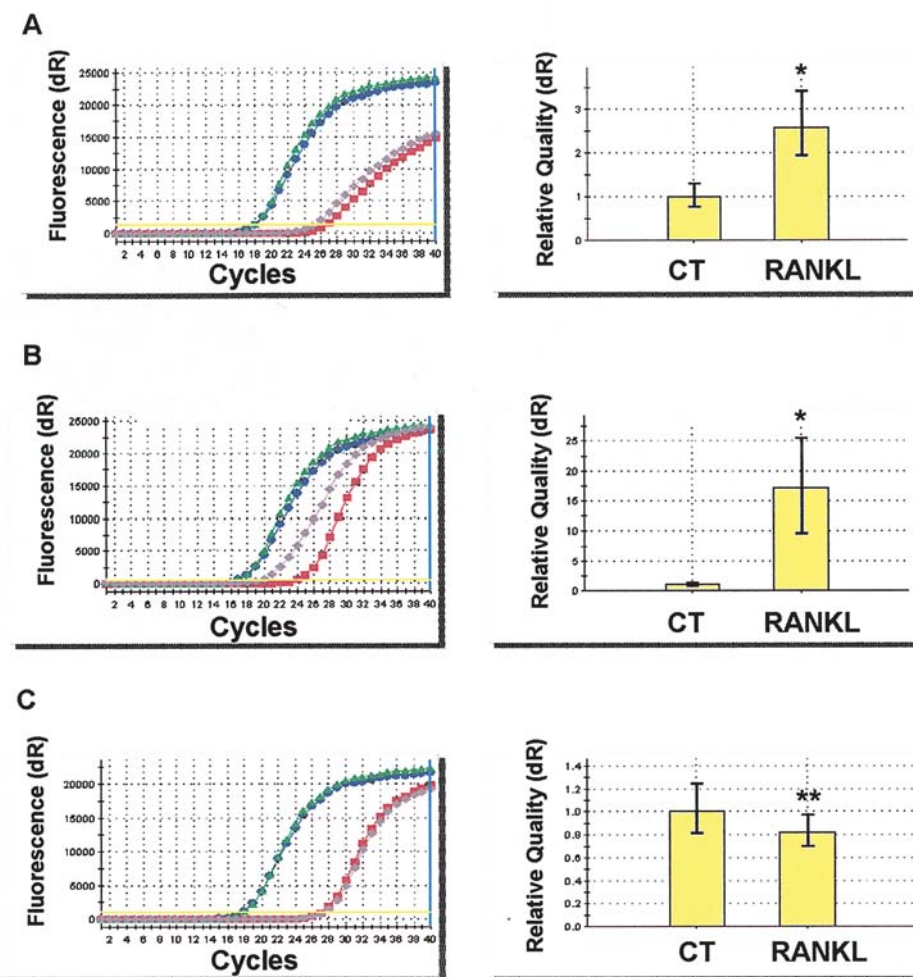 A
Fluorescence (dR)
25000
20000
15000
10000
5000
0
2 4 6 8 10 12 14 16 18 20 22 24 26 28 30 32 34 36 38 40
Cycles
Relative Quality (dR)
3
2
1
0
*
CT RANKL
B
Fluorescence (dR)
25000
20000
15000
10000
5000
0
2 4 6 8 10 12 14 16 18 20 22 24 26 28 30 32 34 36 38 40
Cycles
Relative Quality (dR)
25
20
15
10
5
0
*
CT RANKL
C
Fluorescence (dR)
20000
15000
10000
5000
0
2 4 6 8 10 12 14 16 18 20 22 24 26 28 30 32 34 36 38 40
Cycles
Relative Quality (dR)
1.4
1.2
1.0
0.8
0.6
0.4
0.2
0.0
**
CT RANKL